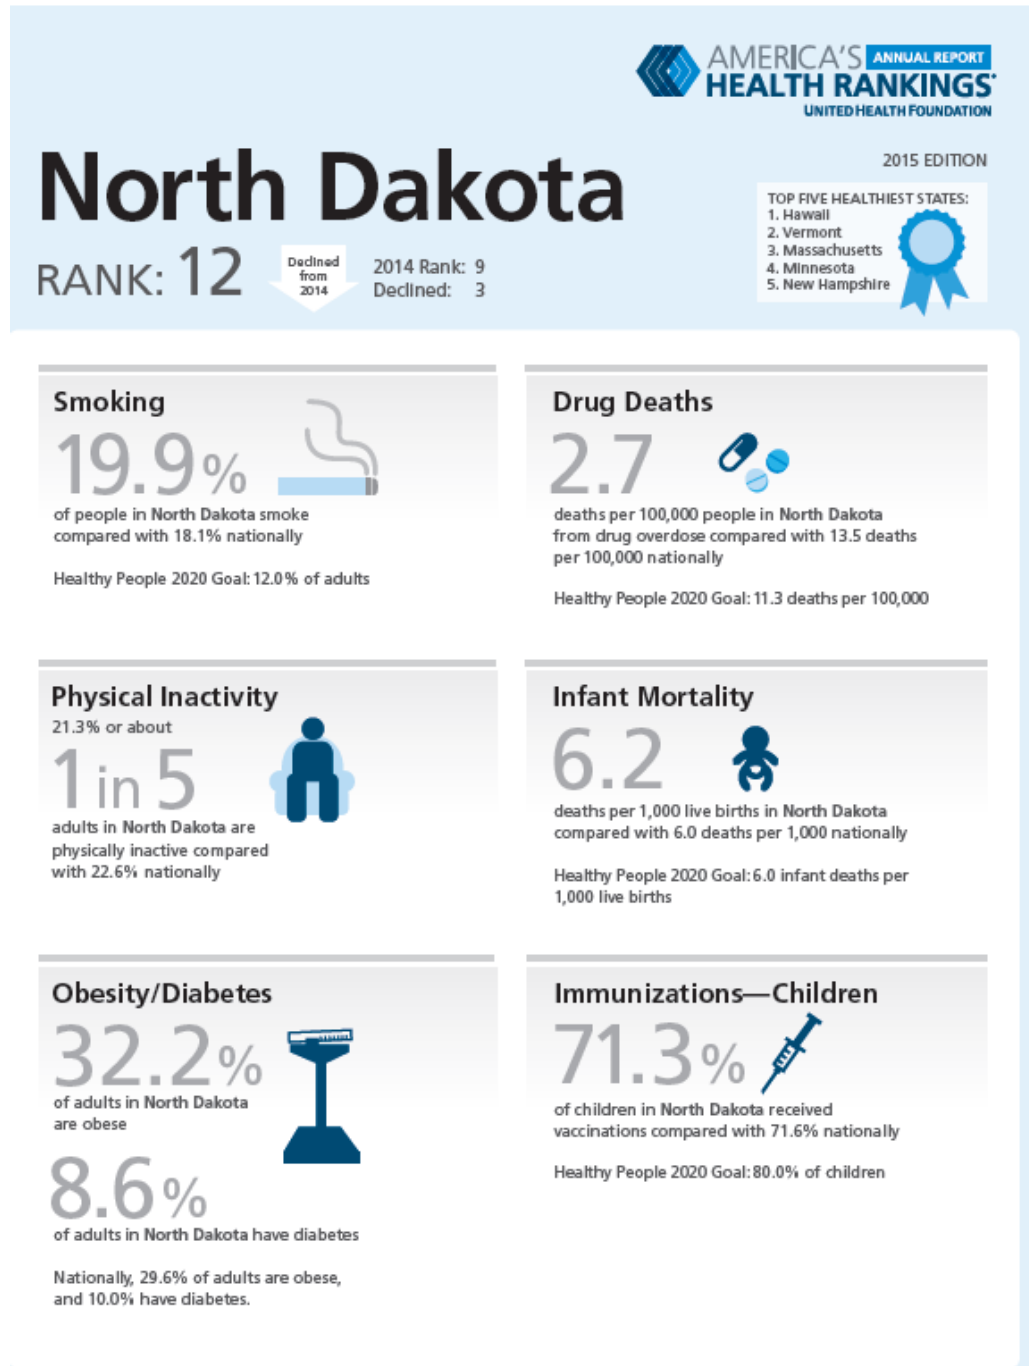 AMERICA'S ANNUAL REPORT
HEALTH RANKINGS®
UNITED HEALTH FOUNDATION
North Dakota
2015 EDITION
RANK: 12
Declined
from
2014
2014 Rank: 9
Declined: 3
TOP FIVE HEALTHIEST STATES:
1. Hawaii
2. Vermont
3. Massachusetts
4. Minnesota
5. New Hampshire
Smoking
19.9%
of people in North Dakota smoke
compared with 18.1% nationally
Healthy People 2020 Goal: 12.0% of adults
Drug Deaths
2.7
deaths per 100,000 people in North Dakota
from drug overdose compared with 13.5 deaths
per 100,000 nationally
Healthy People 2020 Goal: 11.3 deaths per 100,000
Physical Inactivity
21.3% or about
1 in 5
adults in North Dakota are
physically inactive compared
with 22.6% nationally
Infant Mortality
6.2
deaths per 1,000 live births in North Dakota
compared with 6.0 deaths per 1,000 nationally
Healthy People 2020 Goal: 6.0 infant deaths per
1,000 live births
Obesity/Diabetes
32.2%
of adults in North Dakota
are obese
8.6%
of adults in North Dakota have diabetes
Nationally, 29.6% of adults are obese,
and 10.0% have diabetes.
Immunizations—Children
71.3%
of children in North Dakota received
vaccinations compared with 71.6% nationally
Healthy People 2020 Goal: 80.0% of children